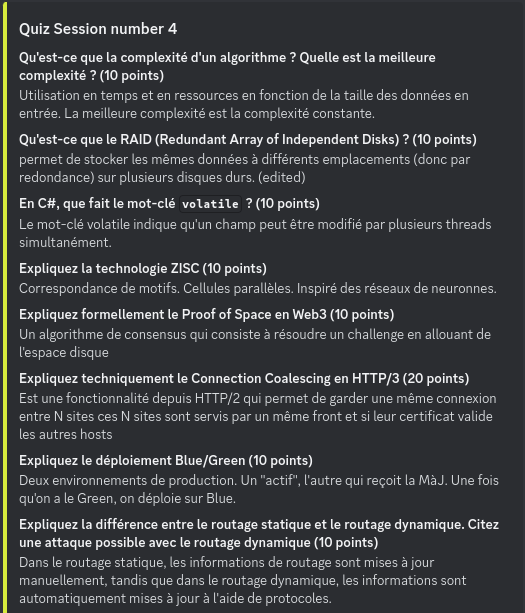 Quiz Session number 4
Qu'est-ce que la complexité d'un algorithme ? Quelle est la meilleure
complexité ? (10 points)
Utilisation en temps et en ressources en fonction de la taille des données en
entrée. La meilleure complexité est la complexité constante.
Qu'est-ce que le RAID (Redundant Array of Independent Disks) ? (10 points)
permet de stocker les mêmes données à différents emplacements (donc par
redondance) sur plusieurs disques durs. (edited)
En C#, que fait le mot-clé volatile ? (10 points)
Le mot-clé volatile indique qu'un champ peut être modifié par plusieurs threads
simultanément.
Expliquez la technologie ZISC (10 points)
Correspondance de motifs. Cellules parallèles. Inspiré des réseaux de neuronnes.
Expliquez formellement le Proof of Space en Web3 (10 points)
Un algorithme de consensus qui consiste à résoudre un challenge en allouant de
l'espace disque
Expliquez techniquement le Connection Coalescing en HTTP/3 (20 points)
Est une fonctionnalité depuis HTTP/2 qui permet de garder une même connexion
entre N sites ces N sites sont servis par un même front et si leur certificat valide
les autres hosts
Expliquez le déploiement Blue/Green (10 points)
Deux environnements de production. Un "actif", l'autre qui reçoit la MàJ. Une fois
qu'on a le Green, on déploie sur Blue.
Expliquez la différence entre le routage statique et le routage dynamique. Citez
une attaque possible avec le routage dynamique (10 points)
Dans le routage statique, les informations de routage sont mises à jour
manuellement, tandis que dans le routage dynamique, les informations sont
automatiquement mises à jour à l'aide de protocoles.